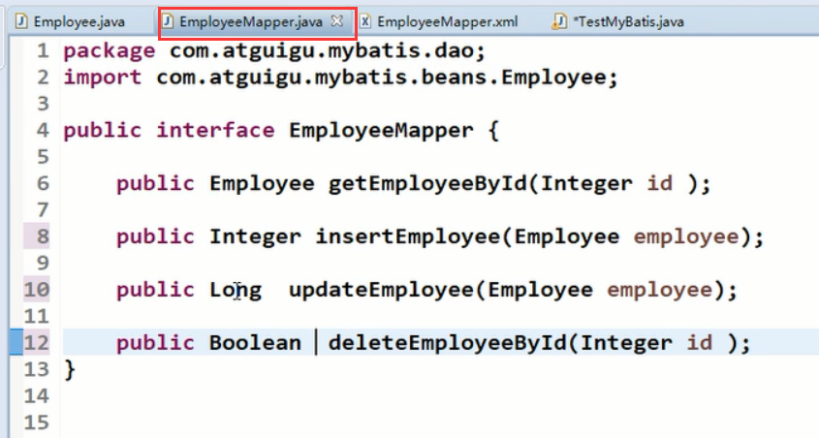 Employee.java EmployeeMapper.java EmployeeMapper.xml *TestMyBatis.java
1 package com.atguigu.mybatis.dao;
2 import com.atguigu.mybatis.beans.Employee;
3
4 public interface EmployeeMapper {
5
6 public Employee getEmployeeById(Integer id );
7
8 public Integer insertEmployee(Employee employee);
9
10 public Long  updateEmployee(Employee employee);
11
12 public Boolean  deleteEmployeeById(Integer id );
13 }
14
15